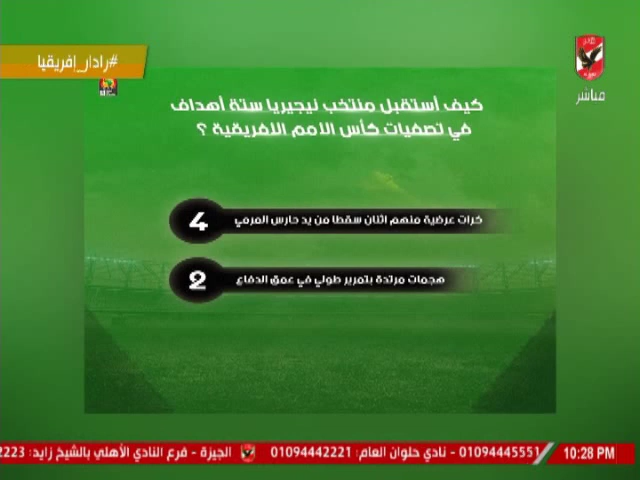 #رادار_إفريقيا
مباشر
كيف أستقبل منتخب نيجيريا ستة أهداف
في تصفيات كأس الامم الافريقية ؟
4 كرات عرضية منهم اثنان سقطا من يد حارس المرمي
2 هجمات مرتدة بتمرير طولي في عمق الدفاع
01094445551 - نادي حلوان العام: 01094442221 الجيزة - فرع النادي الأهلي بالشيخ زايد: 2223
10:28 PM